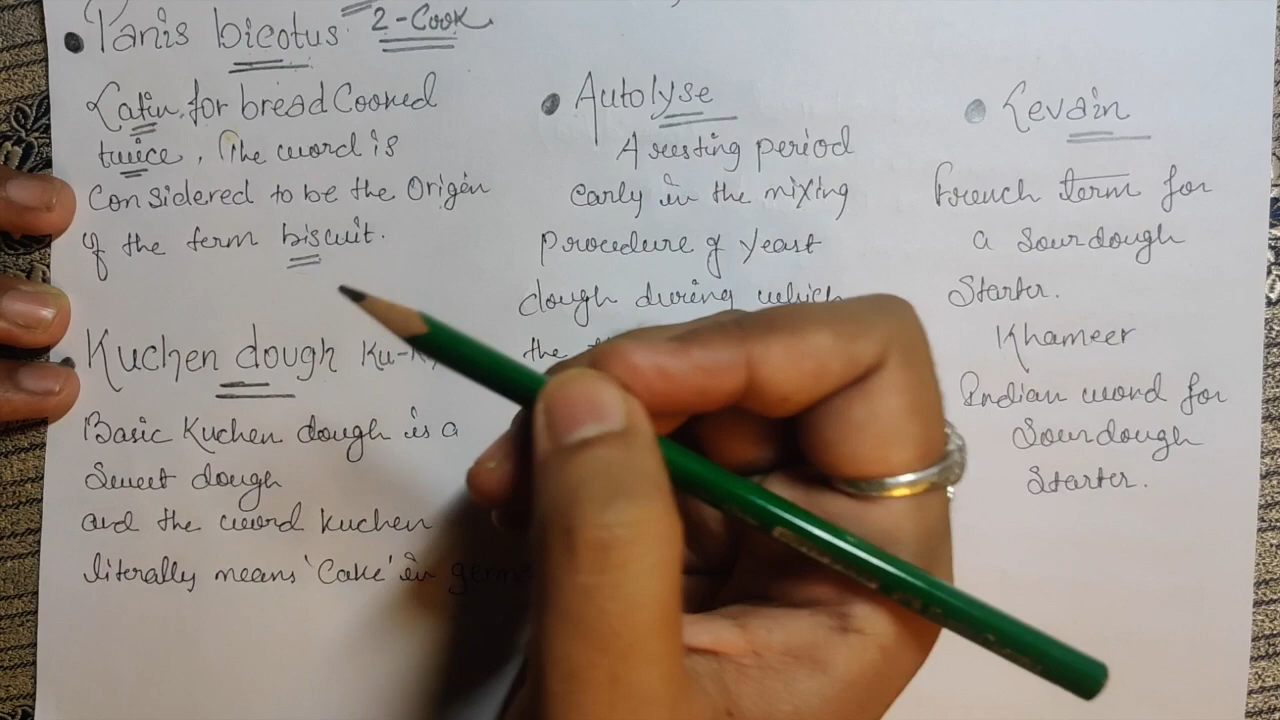 Panis bicotus 2-Cook
Latin for bread Cooked
twice, The word is
Considered to be the Origin
of the term biscuit.
Kuchen dough Ku-
Basic Kuchen dough is a
Sweet dough
and the word kuchen
literally means 'Cake' in
Autolyse
A resting period
early in the mixing
procedure of yeast
dough during which
the
Levain
French term for
a Sourdough
Starter.
Khameer
Indian word for
Sourdough
Starter.